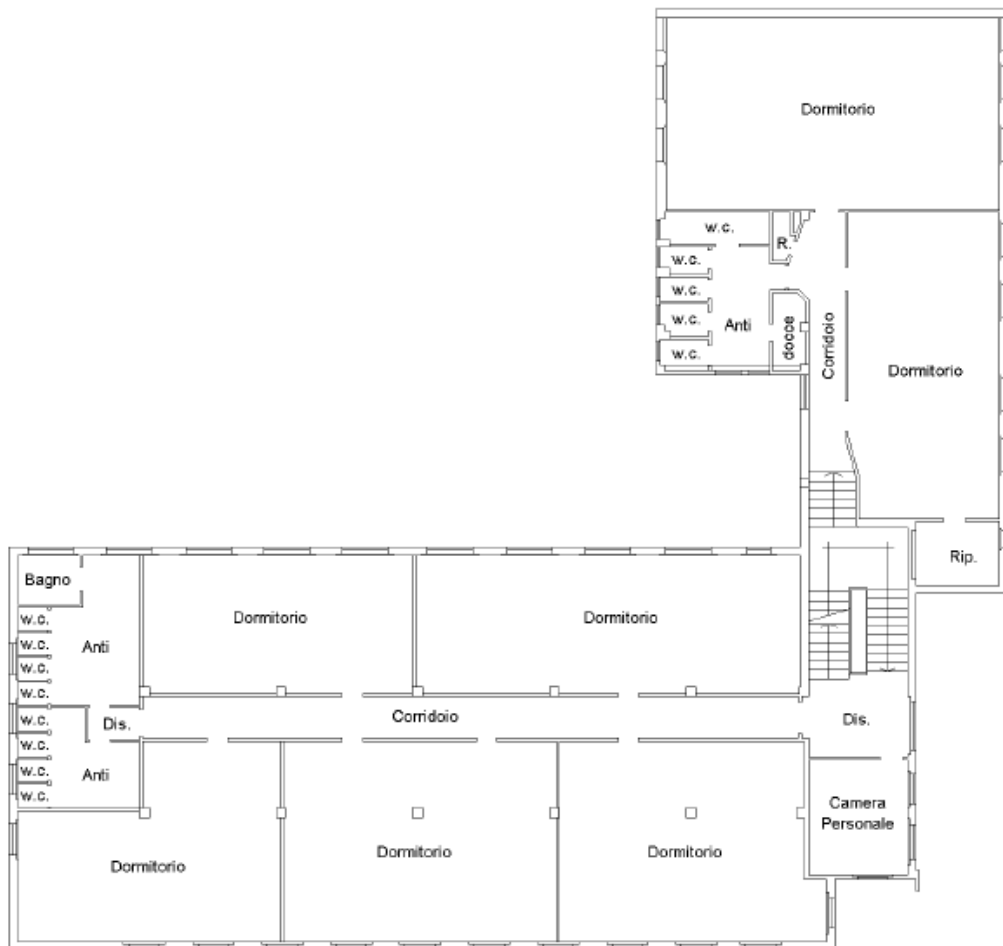 Dormitorio
w.c.
R.
w.c.
w.c.
w.c.
w.c.
Anti
docce
Corridoio
Dormitorio
Rip.
Bagno
w.c.
w.c.
w.c.
w.c.
Anti
Dormitorio
Dormitorio
w.c.
w.c.
w.c.
w.c.
Dis.
Anti
Corridoio
Dis.
Camera
Personale
Dormitorio
Dormitorio
Dormitorio